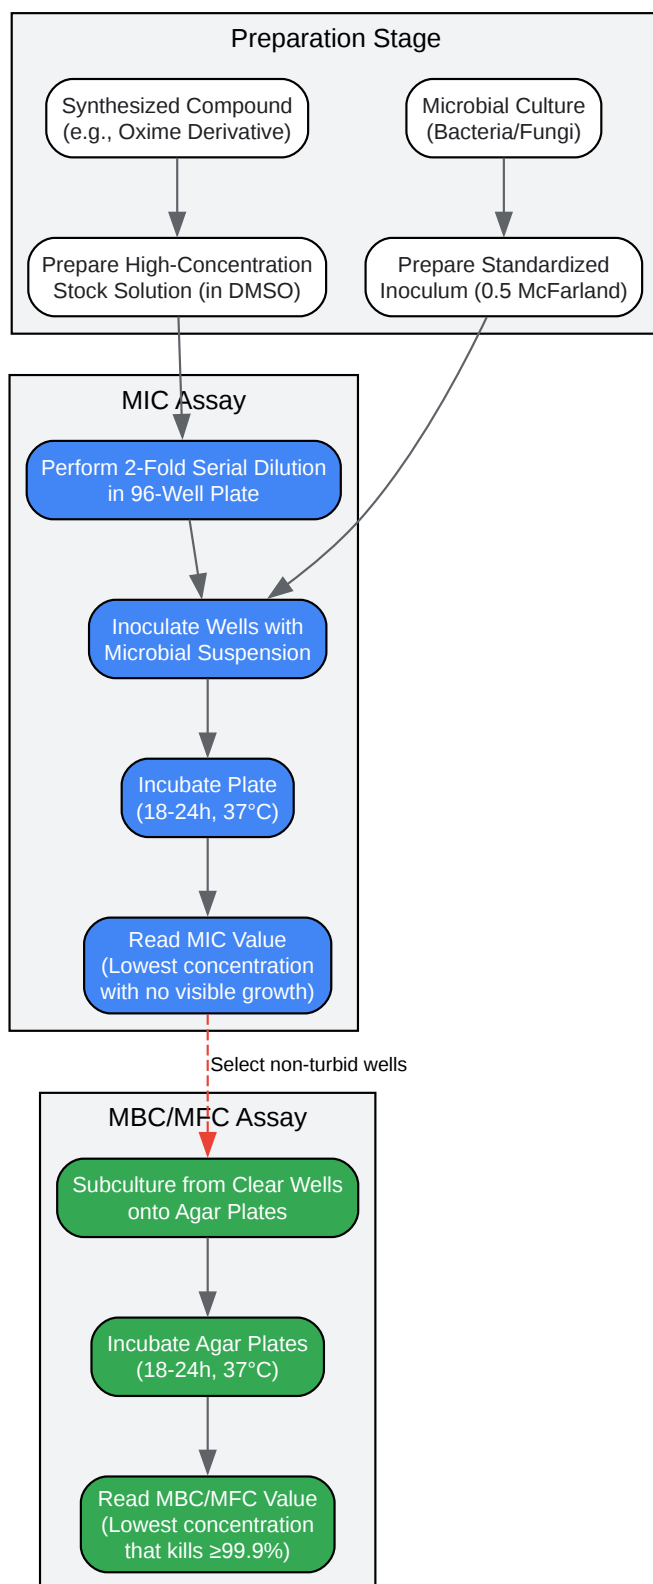 Preparation Stage
Synthesized Compound
(e.g., Oxime Derivative)
Microbial Culture
(Bacteria/Fungi)
Prepare High-Concentration
Stock Solution (in DMSO)
Prepare Standardized
Inoculum (0.5 McFarland)
MIC Assay
Perform 2-Fold Serial Dilution
in 96-Well Plate
Inoculate Wells with
Microbial Suspension
Incubate Plate
(18-24h, 37°C)
Read MIC Value
(Lowest concentration
with no visible growth)
Select non-turbid wells
MBC/MFC Assay
Subculture from Clear Wells
onto Agar Plates
Incubate Agar Plates
(18-24h, 37°C)
Read MBC/MFC Value
(Lowest concentration
that kills ≥99.9%)